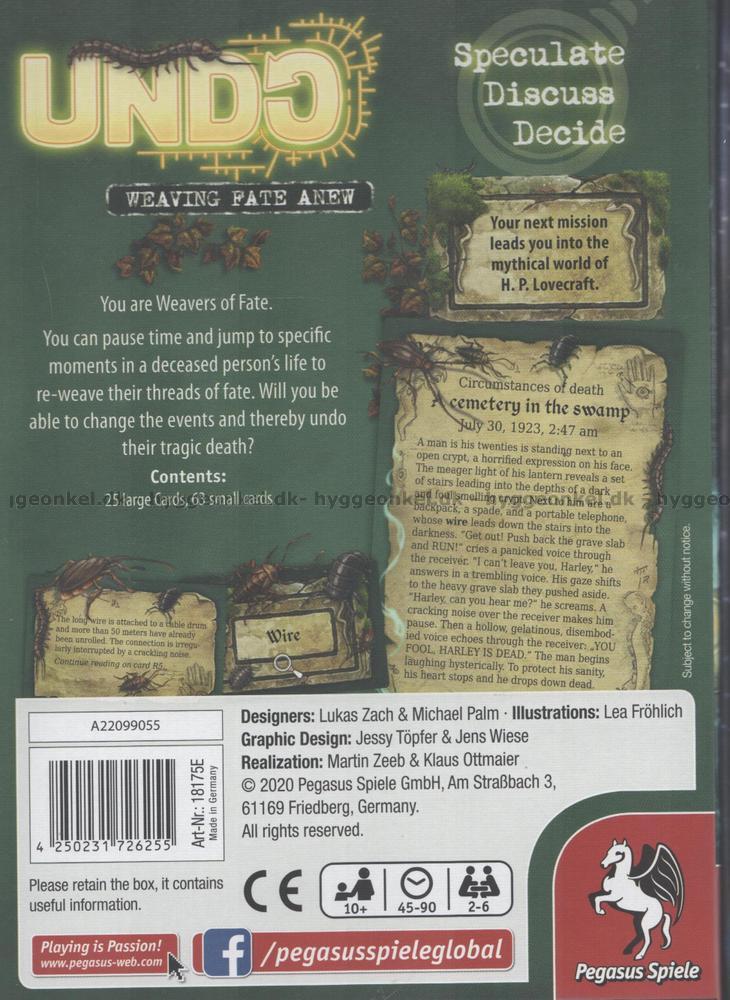 UNDO
WEAVING FATE ANEW
Speculate
Discuss
Decide
Your next mission
leads you into the
mythical world of
H. P. Lovecraft.
You are Weavers of Fate.
You can pause time and jump to specific
moments in a deceased person's life to
re-weave their threads of fate. Will you be
able to change the events and thereby undo
their tragic death?
Contents:
25 large Cards, 63 small cards
Circumstances of death
A cemetery in the swamp
July 30, 1923, 2:47 am
A man is his twenties is standing next to an
open crypt, a horrified expression on his face.
The meager light of his lantern reveals a set
of stairs leading into the depths of a dark
and foul smelling crypt. Next to him are a
backpack, a spade, and a portable telephone,
whose wire leads down the stairs into the
darkness. "Get out! Push back the grave slab
and RUN!" cries a panicked voice through
the receiver. "I can't leave you, Harley," he
answers in a trembling voice. His gaze shifts
to the heavy grave slab they pushed aside.
"Harley, can you hear me?" he screams. A
cracking noise over the receiver makes him
pause. Then a hollow, gelatinous, disembod-
ied voice echoes through the receiver: „YOU
FOOL, HARLEY IS DEAD." The man begins
laughing hysterically. To protect his sanity,
his heart stops and he drops down dead.
ygeonkel.dk - hyggeonkel.dk- hyggeonkel.dk - hyggeo
The long wire is attached to a cable drum
and more than 50 meters have already
been unrolled. The connection is irregu-
larly interrupted by a crackling noise.
Continue reading on card R5.
Wire
Subject to change without notice.
A22099055
4 250231 726255
Art-Nr.: 18175E
Made in Germany
Designers: Lukas Zach & Michael Palm · Illustrations: Lea Fröhlich
Graphic Design: Jessy Töpfer & Jens Wiese
Realization: Martin Zeeb & Klaus Ottmaier
© 2020 Pegasus Spiele GmbH, Am Straßbach 3,
61169 Friedberg, Germany.
All rights reserved.
Please retain the box, it contains
useful information.
CE
10+
45-90
2-6
Playing is Passion!
www.pegasus-web.com
f /pegasusspieleglobal
Pegasus Spiele